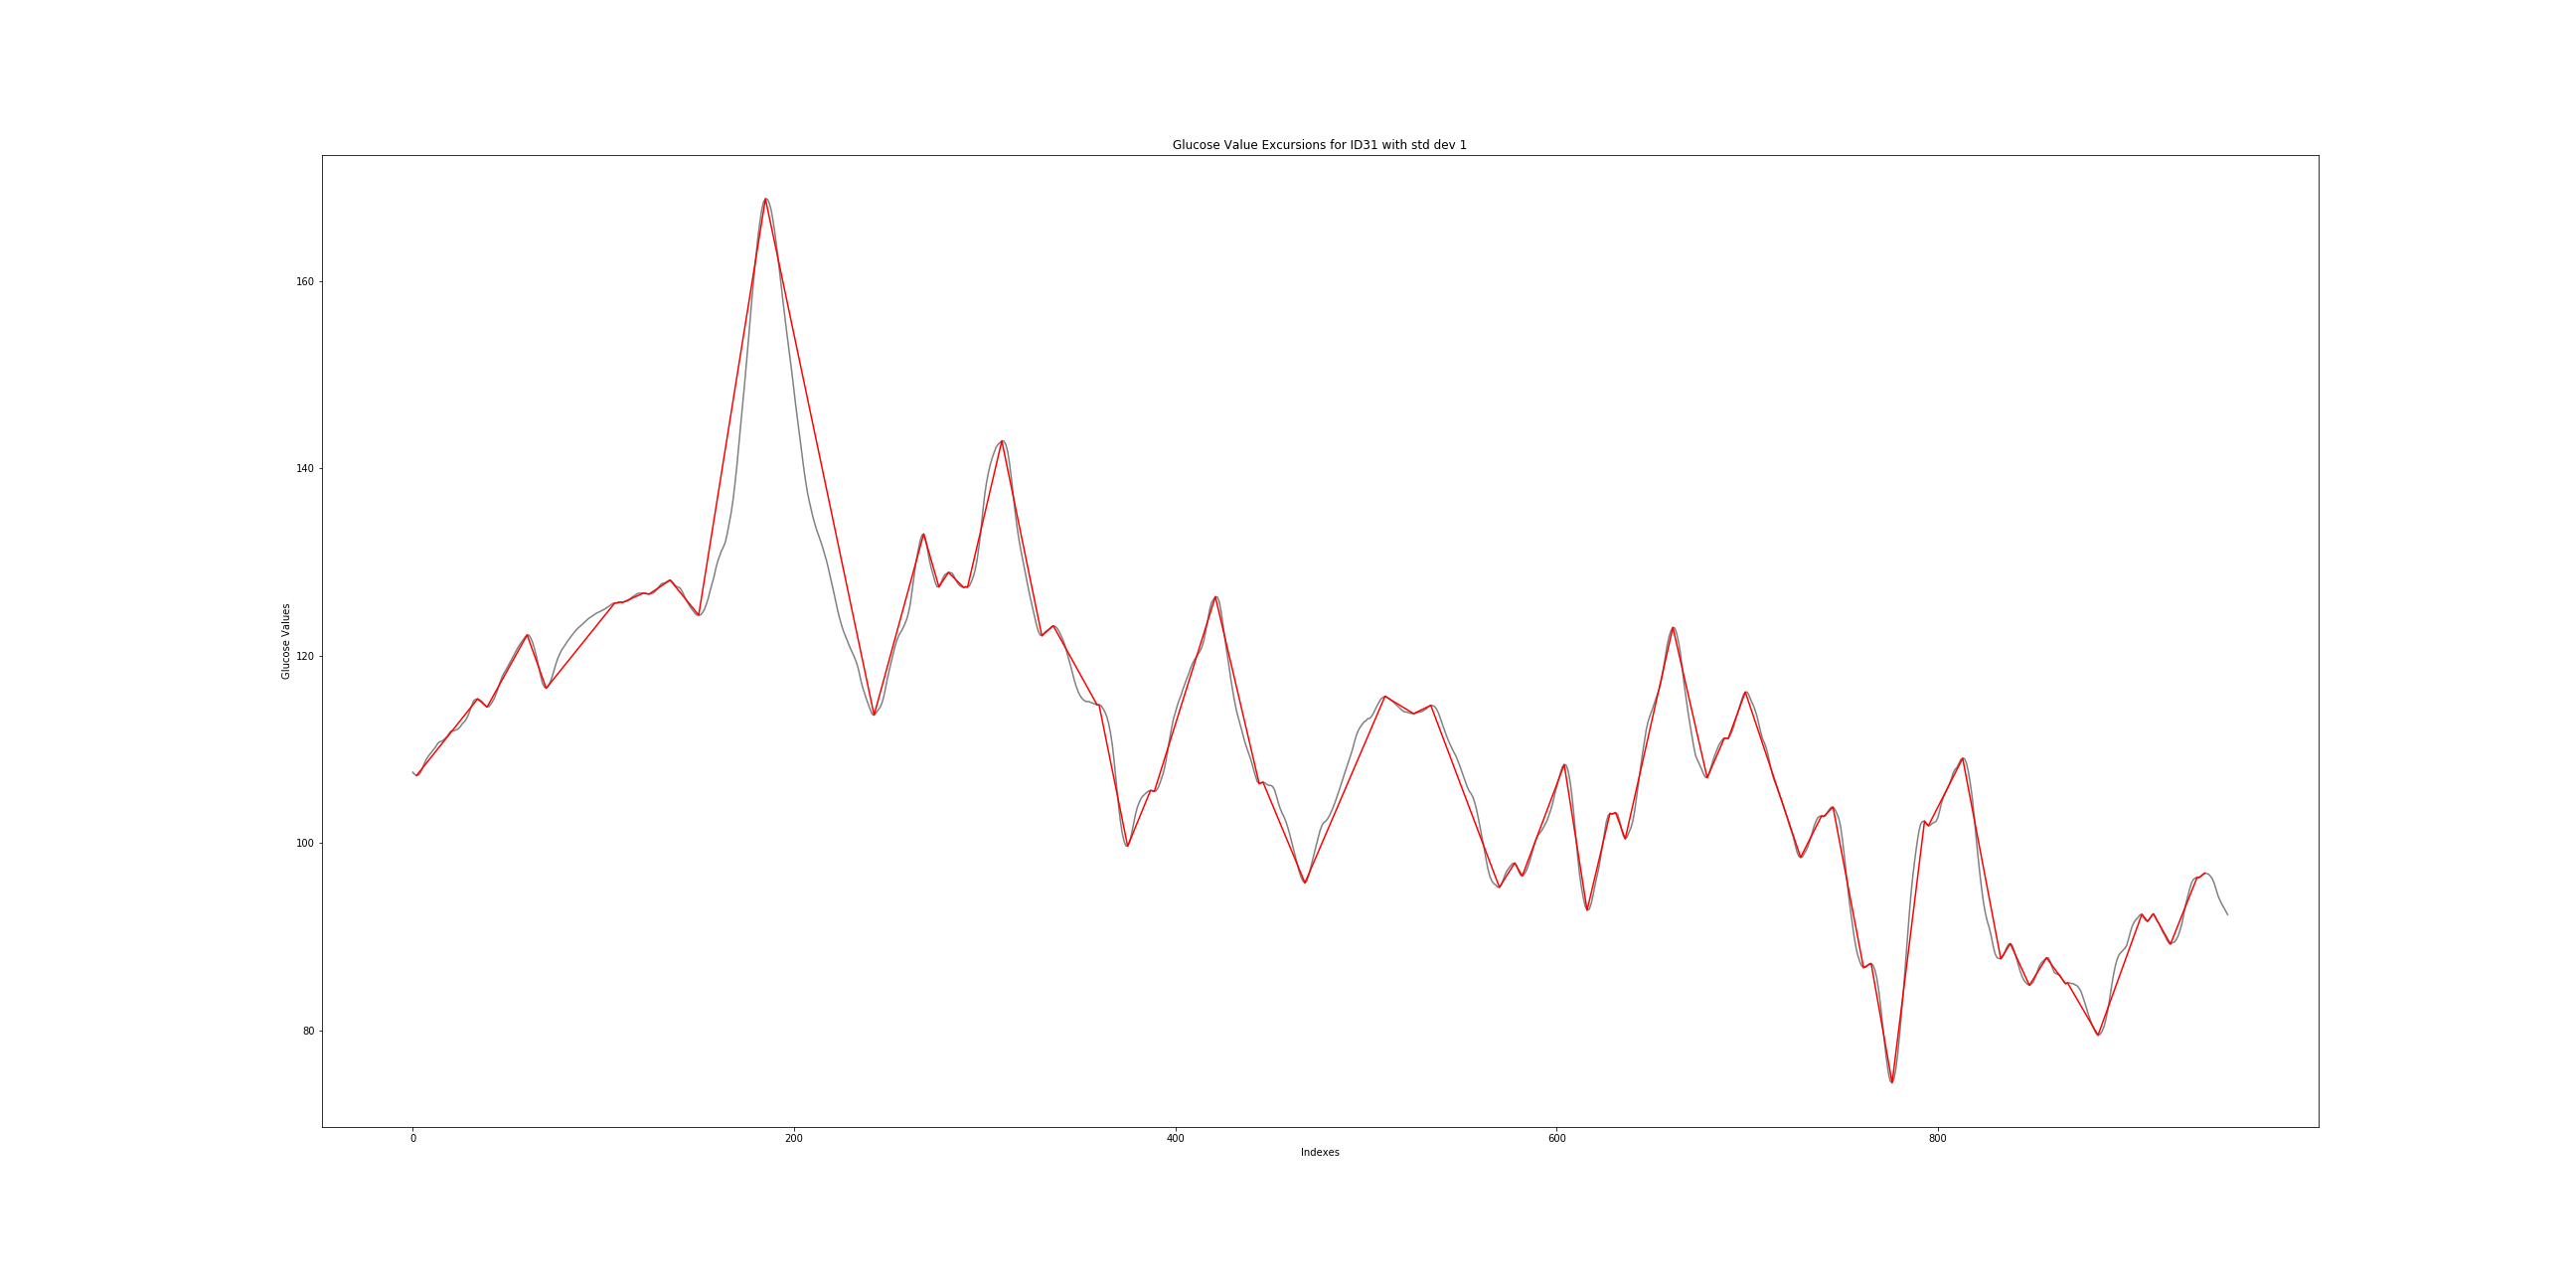 Glucose Value Excursions for ID31 with std dev 1
160
140
120
100
80
Glucose Values
0 200 400 600 800
Indexes